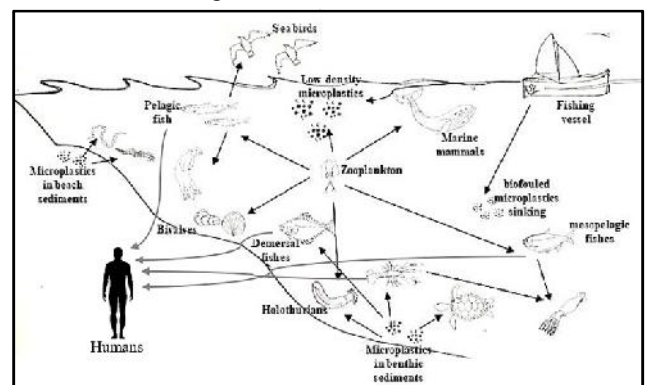 Sea birds
Low density
microplastics
Pelagic
fish
Fishing
vessel
Marine
mammals
Microplastics
in beach
sediments
Zooplankton
biofouled
microplastics
sinking
Bivalves
mesopelagic
fishes
Demersal
fishes
Holothurians
Humans
Microplastics
in benthic
sediments